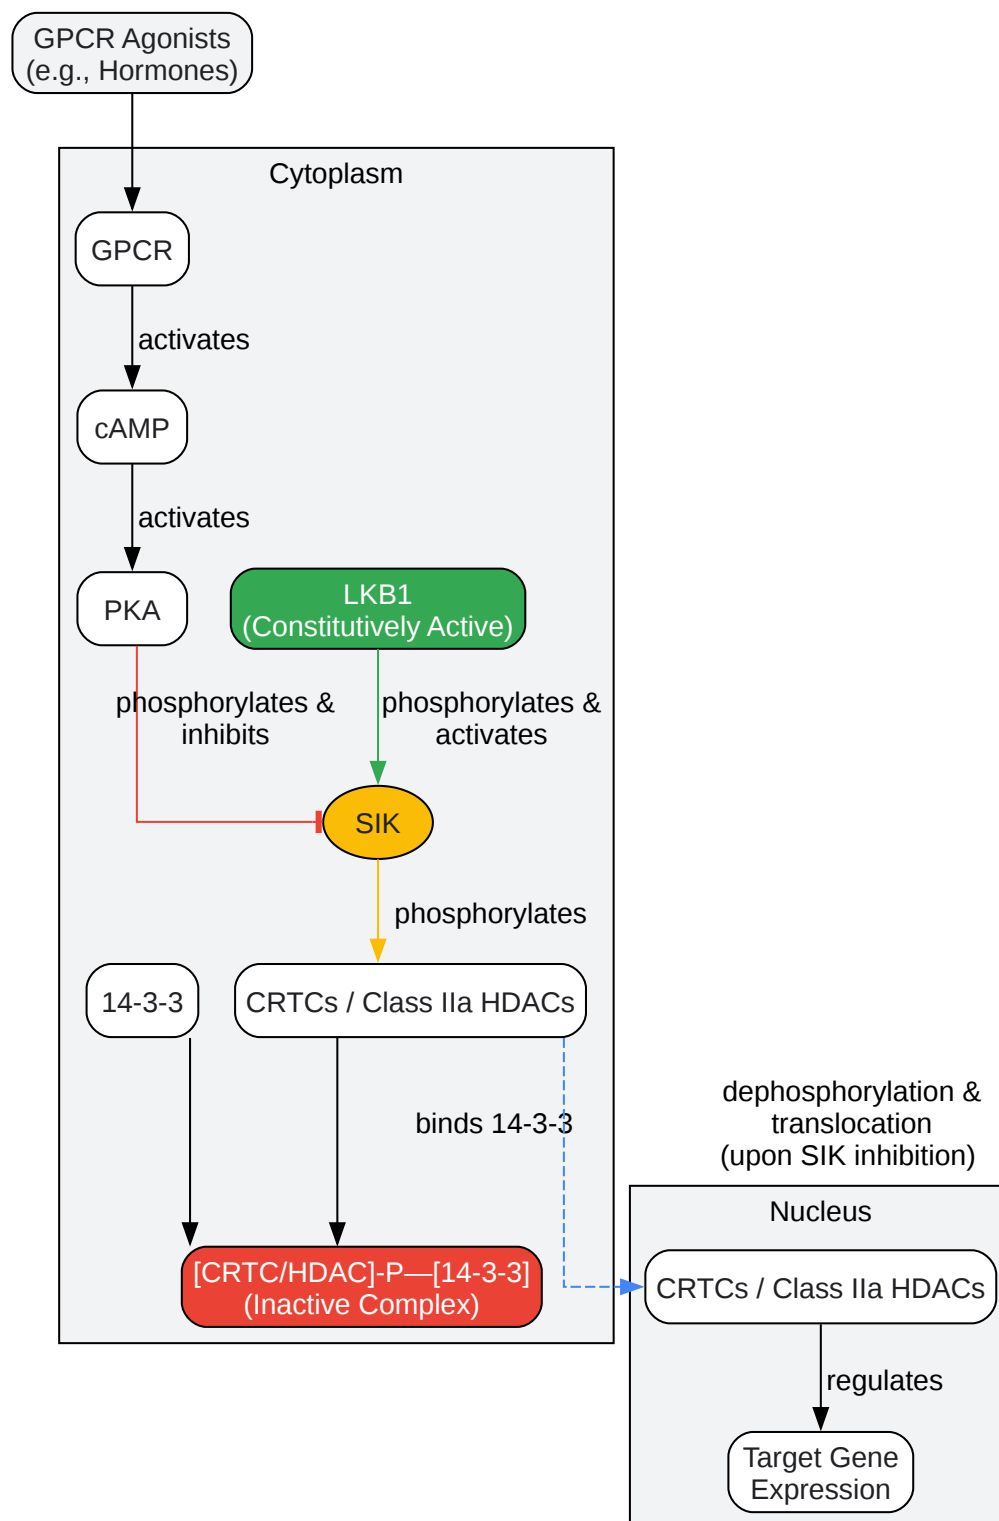 GPCR Agonists
(e.g., Hormones)
Cytoplasm
GPCR
activates
cAMP
activates
PKA
LKB1
(Constitutively Active)
phosphorylates &
inhibits
phosphorylates &
activates
SIK
phosphorylates
14-3-3
CRTCs / Class IIa HDACs
binds 14-3-3
dephosphorylation &
translocation
(upon SIK inhibition)
[CRTC/HDAC]-P—[14-3-3]
(Inactive Complex)
Nucleus
CRTCs / Class IIa HDACs
regulates
Target Gene
Expression